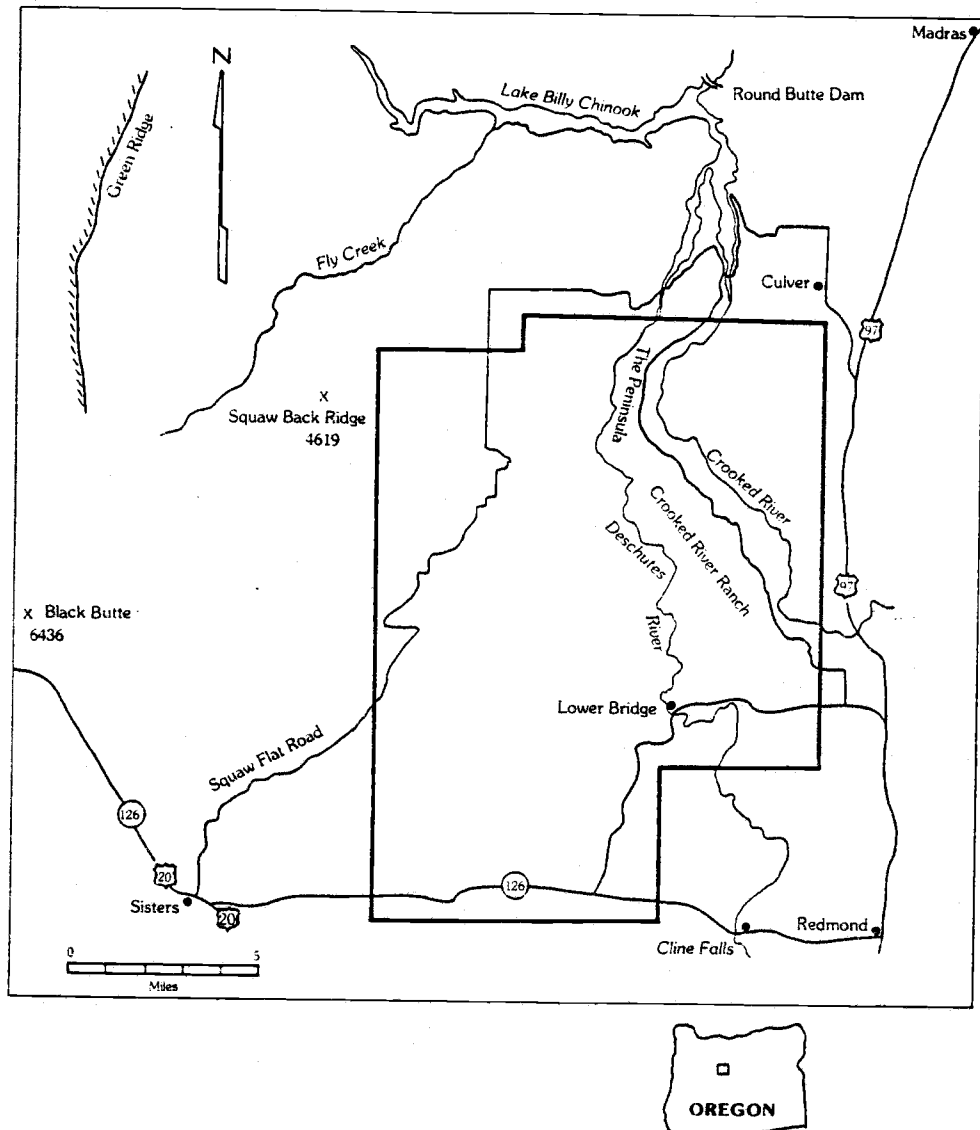 Madras
N
Lake Billy Chinook
Round Butte Dam
Green Ridge
Fly Creek
Culver
97
The Peninsula
X
Squaw Back Ridge
4619
Crooked River
Crooked River Ranch
Deschutes
River
97
X Black Butte
6436
Lower Bridge
Squaw Flat Road
126
20
126
Sisters
20
Redmond
Cline Falls
0 5
Miles
OREGON